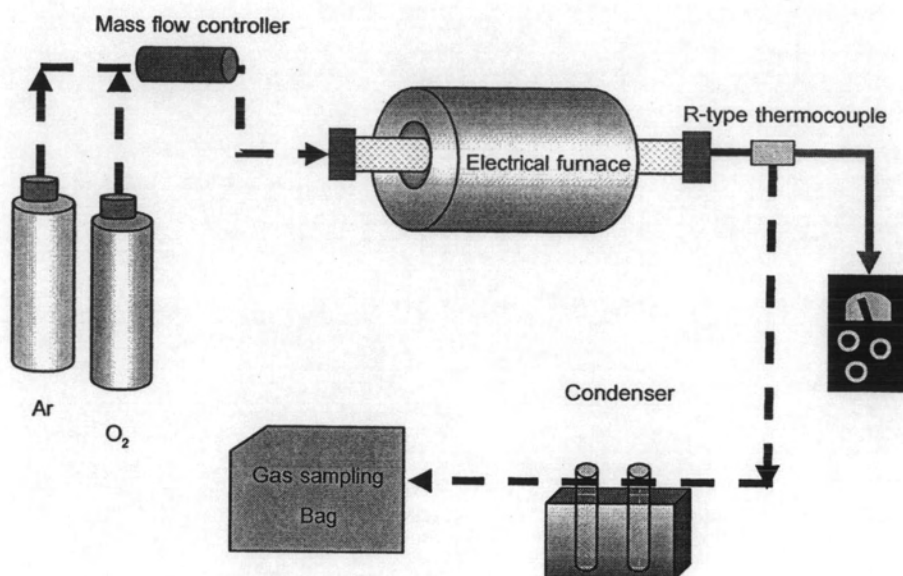 Mass flow controller
R-type thermocouple
Electrical furnace
Ar
O₂
Condenser
Gas sampling
Bag